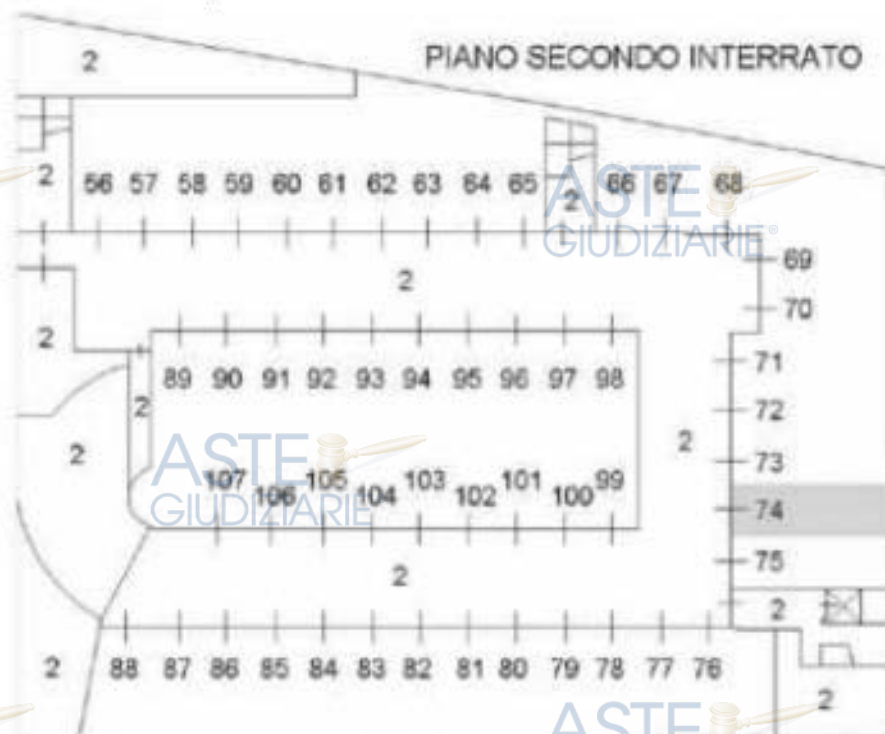 PIANO SECONDO INTERRATO
2
2 56 57 58 59 60 61 62 63 64 65 2 66 67 68
ASTE
GIUDIZIARIE®
69
2
70
2
71
89 90 91 92 93 94 95 96 97 98
72
2
2
2
73
ASTE
GIUDIZIARIE
107 106 105 104 103 102 101 100 99
74
75
2
2
2 88 87 86 85 84 83 82 81 80 79 78 77 76
2
ASTE